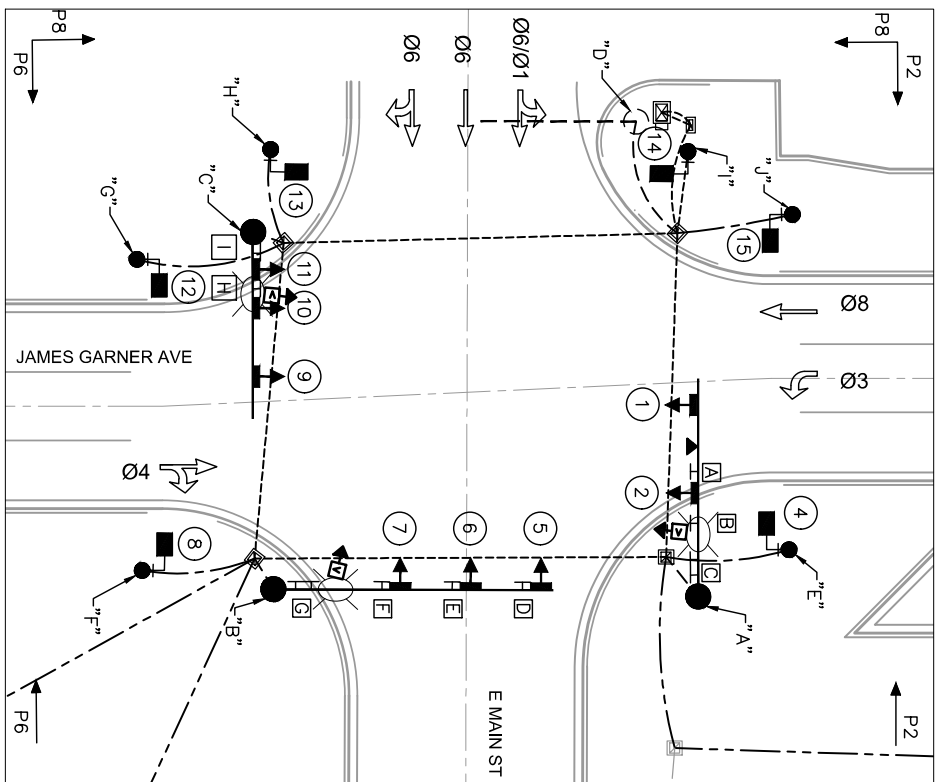 P8
P6
Ø6
Ø6
Ø6/Ø1
"D"
P8
P2
"H"
"C"
"G"
13
12
I
H
11
10
9
14
"I"
"J"
15
Ø8
Ø3
JAMES GARNER AVE
Ø4
1
2
A
B
C
V
4
"E"
"A"
V
8
"F"
"B"
G
V
7
6
5
F
E
D
E MAIN ST
P6
P2